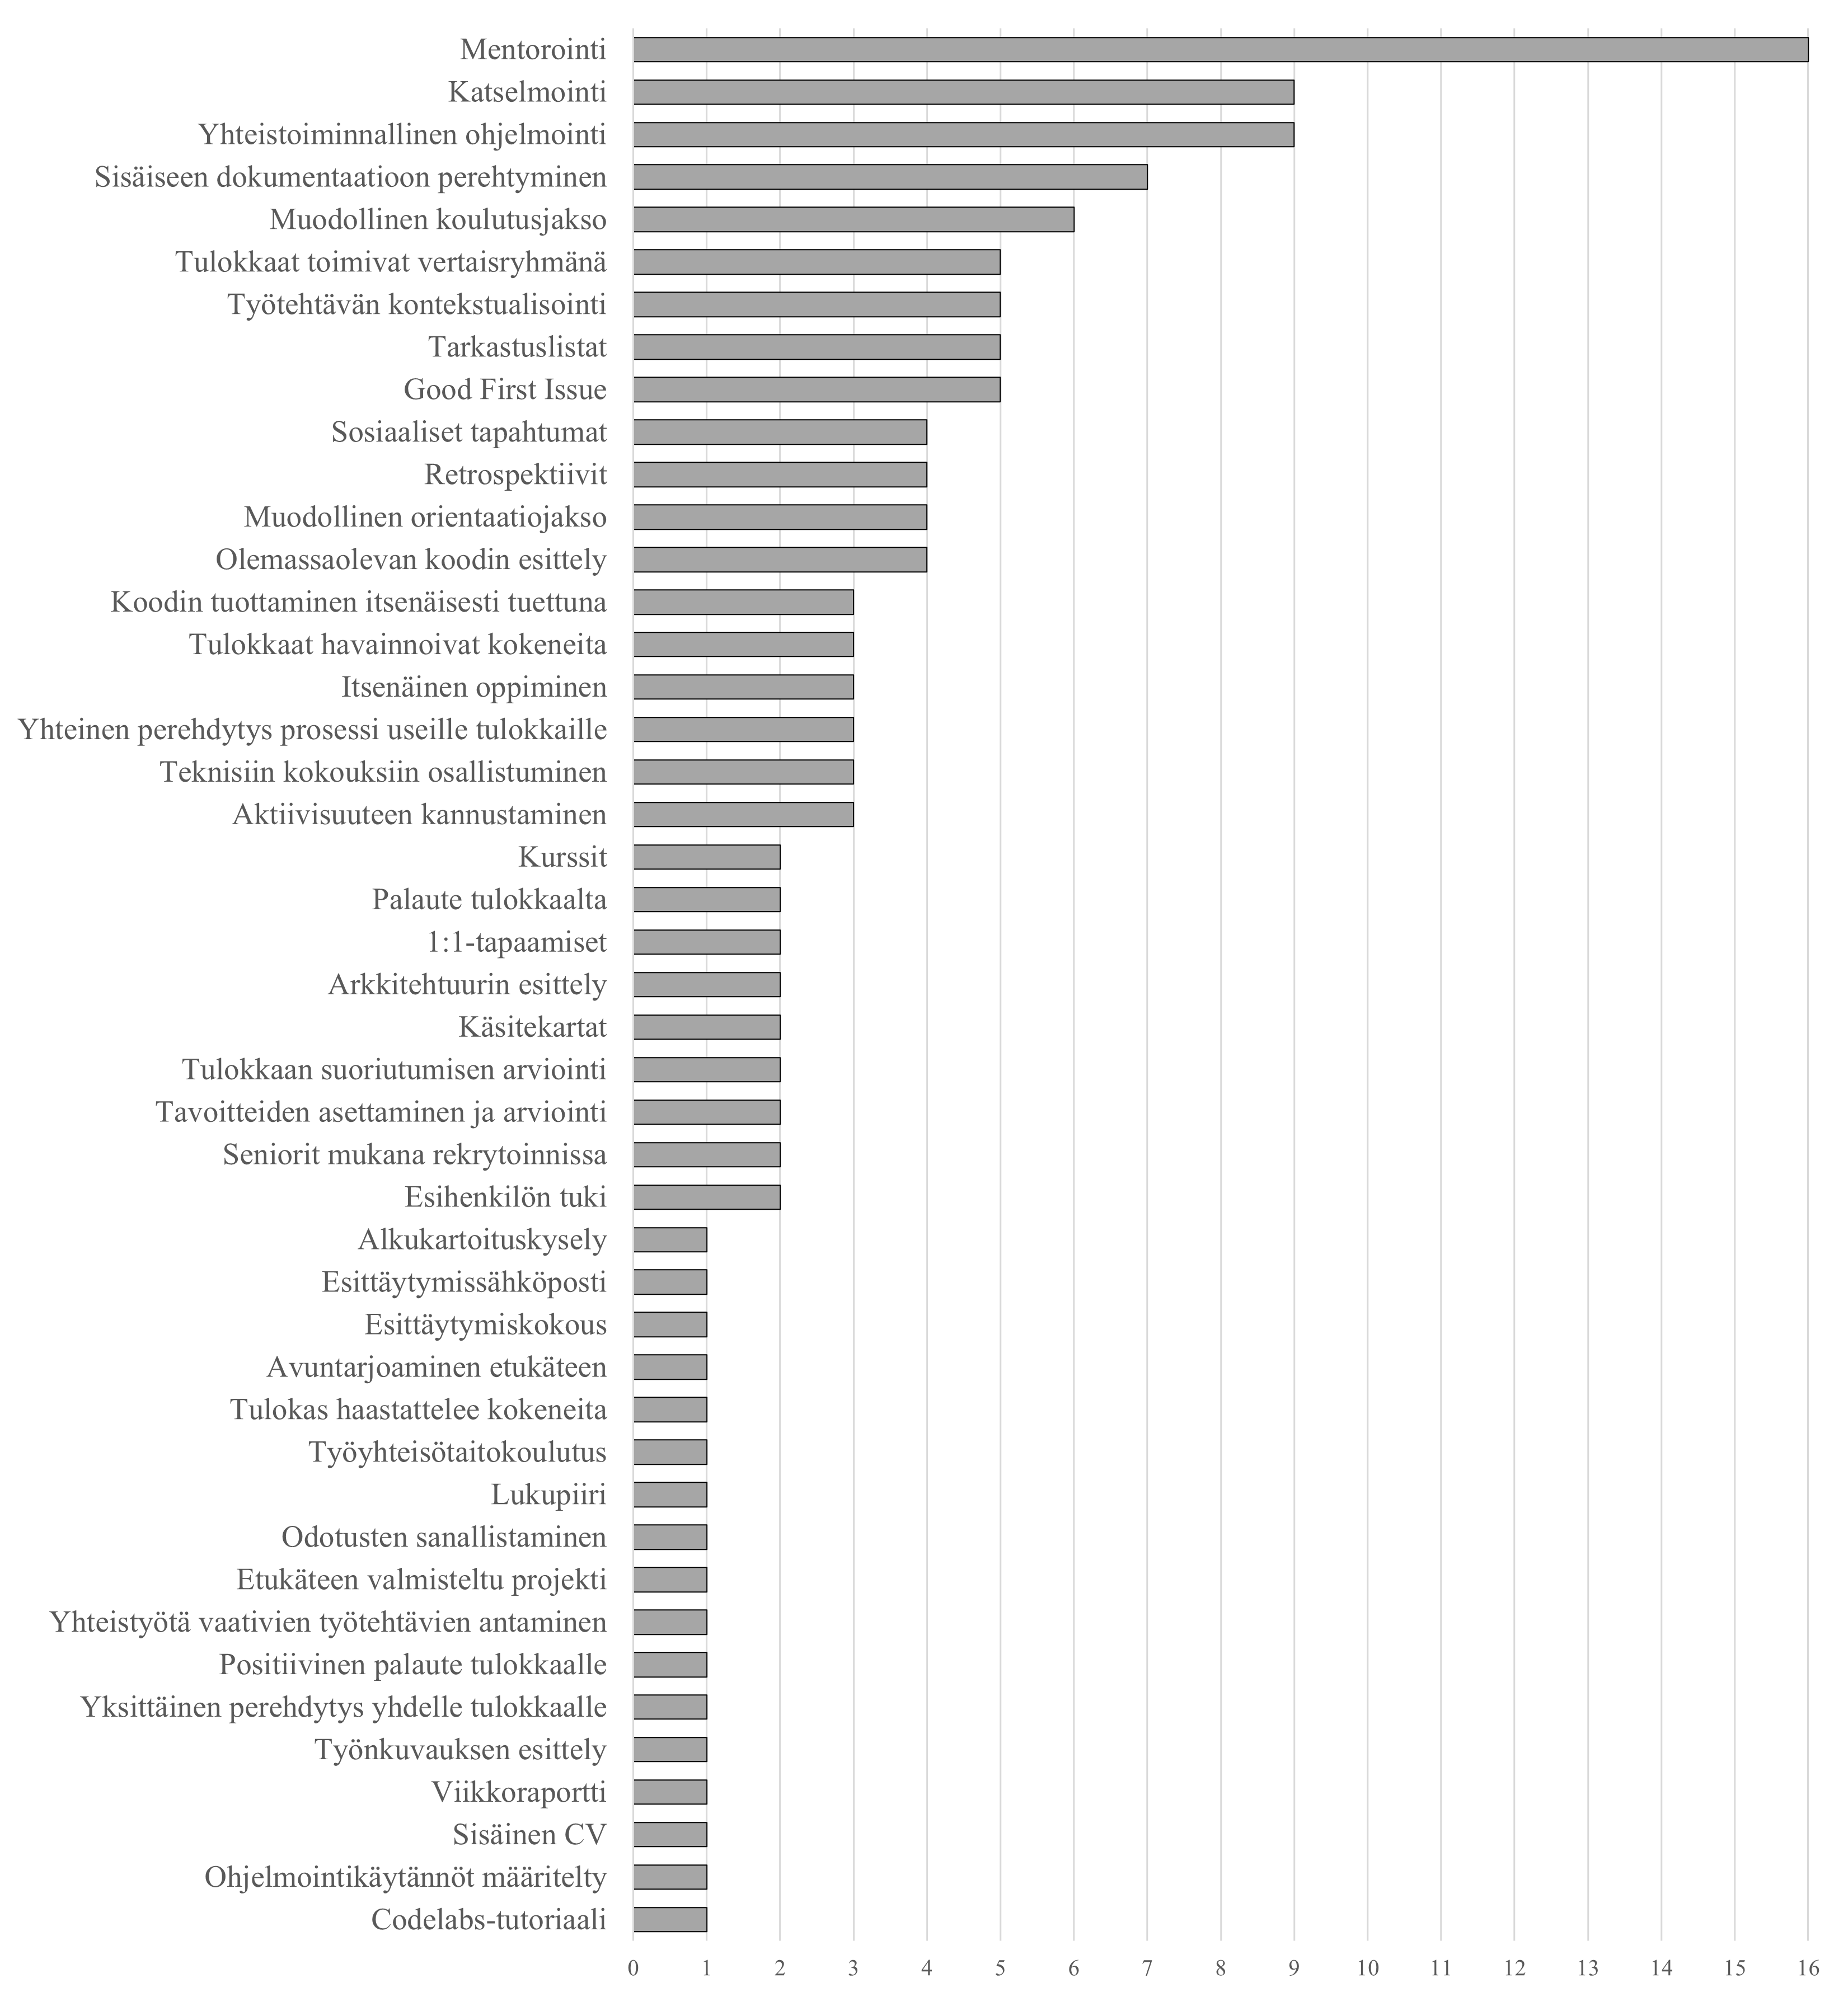 Mentorointi
Katselmointi
Yhteistoiminnallinen ohjelmointi
Sisäiseen dokumentaatioon perehtyminen
Muodollinen koulutusjakso
Tulokkaat toimivat vertaisryhmänä
Työtehtävän kontekstualisointi
Tarkastuslistat
Good First Issue
Sosiaaliset tapahtumat
Retrospektiivit
Muodollinen orientaatiojakso
Olemassaolevan koodin esittely
Koodin tuottaminen itsenäisesti tuettuna
Tulokkaat havainnoivat kokeneita
Itsenäinen oppiminen
Yhteinen perehdytys prosessi useille tulokkaille
Teknisiin kokouksiin osallistuminen
Aktiivisuuteen kannustaminen
Kurssit
Palaute tulokkaalta
1:1-tapaamiset
Arkkitehtuurin esittely
Käsitekartat
Tulokkaan suoriutumisen arviointi
Tavoitteiden asettaminen ja arviointi
Seniorit mukana rekrytoinnissa
Esihenkilön tuki
Alkukartoituskysely
Esittäytymissähköposti
Esittäytymiskokous
Avuntarjoaminen etukäteen
Tulokas haastattelee kokeneita
Työyhteisötaitokoulutus
Lukupiiri
Odotusten sanallistaminen
Etukäteen valmisteltu projekti
Yhteistyötä vaativien työtehtävien antaminen
Positiivinen palaute tulokkaalle
Yksittäinen perehdytys yhdelle tulokkaalle
Työnkuvauksen esittely
Viikkoraportti
Sisäinen CV
Ohjelmointikäytännöt määritelty
Codelabs-tutoriaali
0 1 2 3 4 5 6 7 8 9 10 11 12 13 14 15 16